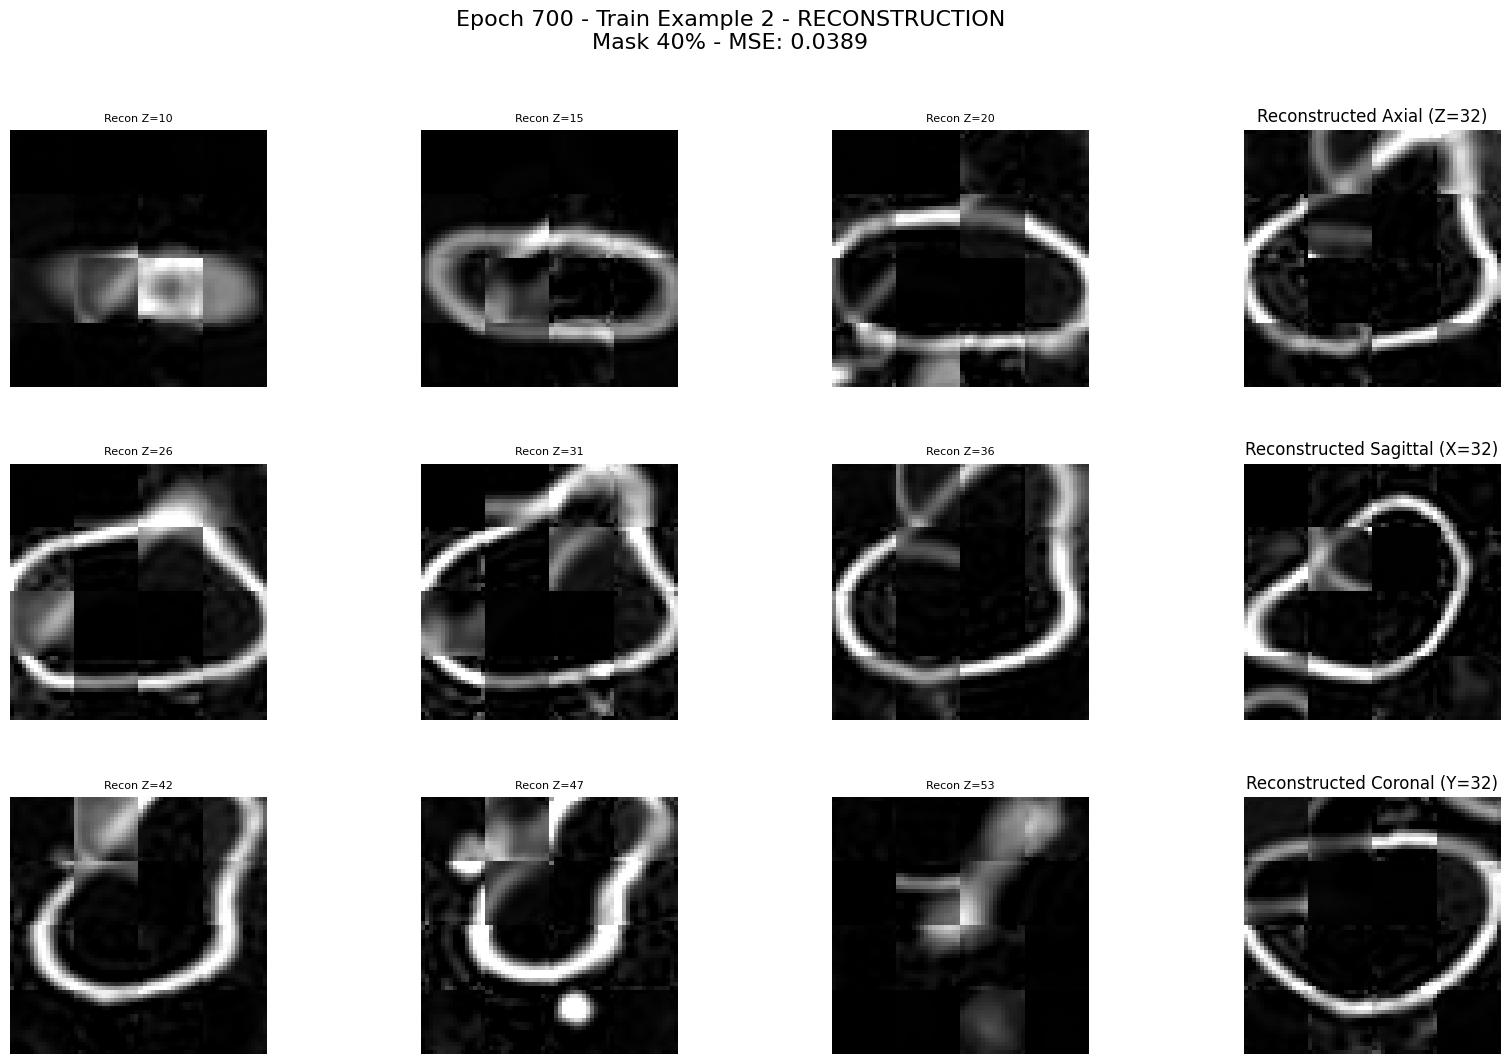 Epoch 700 - Train Example 2 - RECONSTRUCTION
Mask 40% - MSE: 0.0389
Recon Z=10
Recon Z=15
Recon Z=20
Reconstructed Axial (Z=32)
Recon Z=26
Recon Z=31
Recon Z=36
Reconstructed Sagittal (X=32)
Recon Z=42
Recon Z=47
Recon Z=53
Reconstructed Coronal (Y=32)